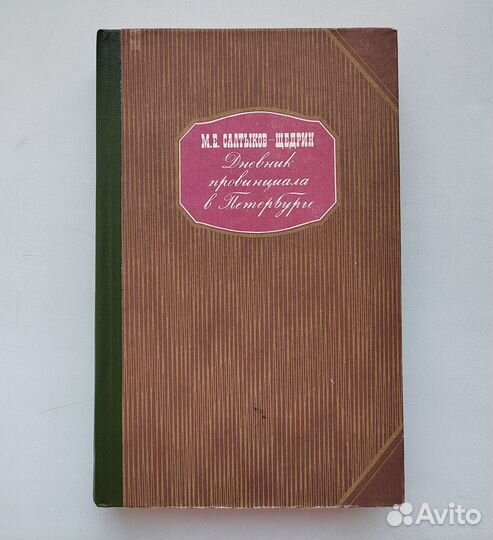 М.Е. САЛТЫКОВ-ЩЕДРИН
Дневник
провинциала
в Петербурге
Avito